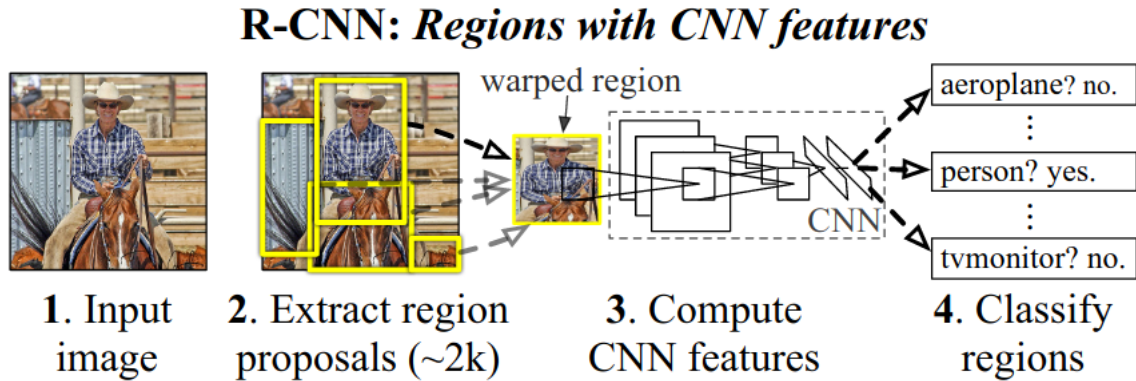 R-CNN: Regions with CNN features
warped region
aeroplane? no.
⋮
person? yes.
⋮
tvmonitor? no.
CNN
1. Input
image
2. Extract region
proposals (~2k)
3. Compute
CNN features
4. Classify
regions